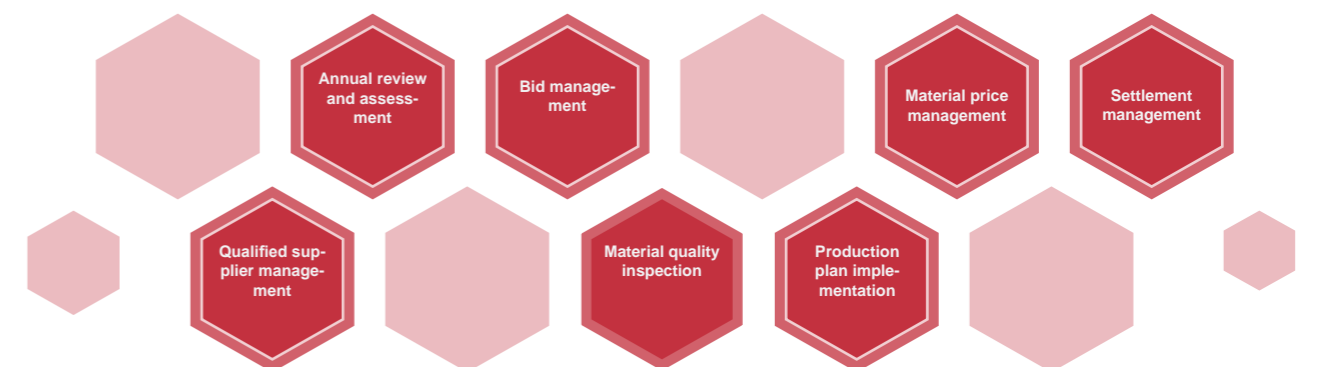 Annual review
and assess-
ment
Bid manage-
ment
Material price
management
Settlement
management
Qualified sup-
plier manage-
ment
Material quality
inspection
Production
plan imple-
mentation